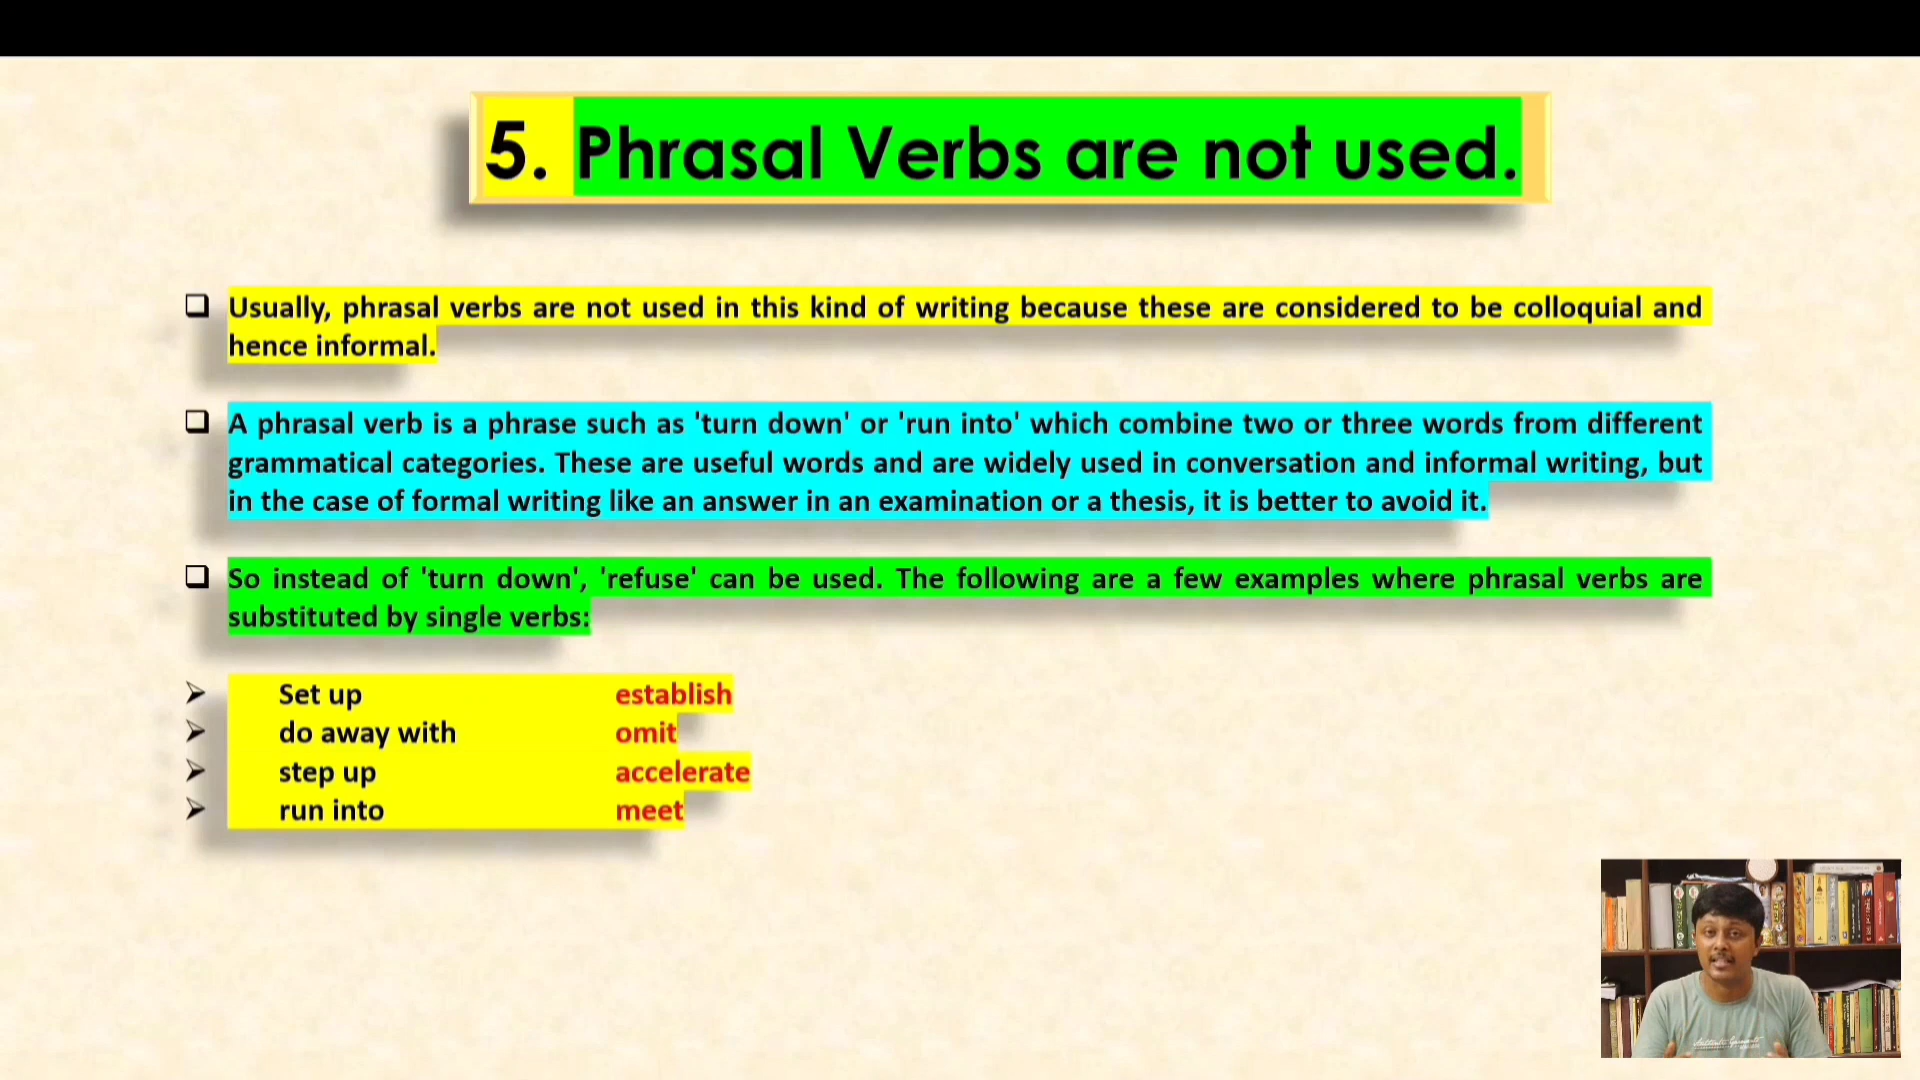 5. Phrasal Verbs are not used.
Usually, phrasal verbs are not used in this kind of writing because these are considered to be colloquial and
hence informal.
A phrasal verb is a phrase such as 'turn down' or 'run into' which combine two or three words from different
grammatical categories. These are useful words and are widely used in conversation and informal writing, but
in the case of formal writing like an answer in an examination or a thesis, it is better to avoid it.
So instead of 'turn down', 'refuse' can be used. The following are a few examples where phrasal verbs are
substituted by single verbs:
Set up establish
do away with omit
step up accelerate
run into meet